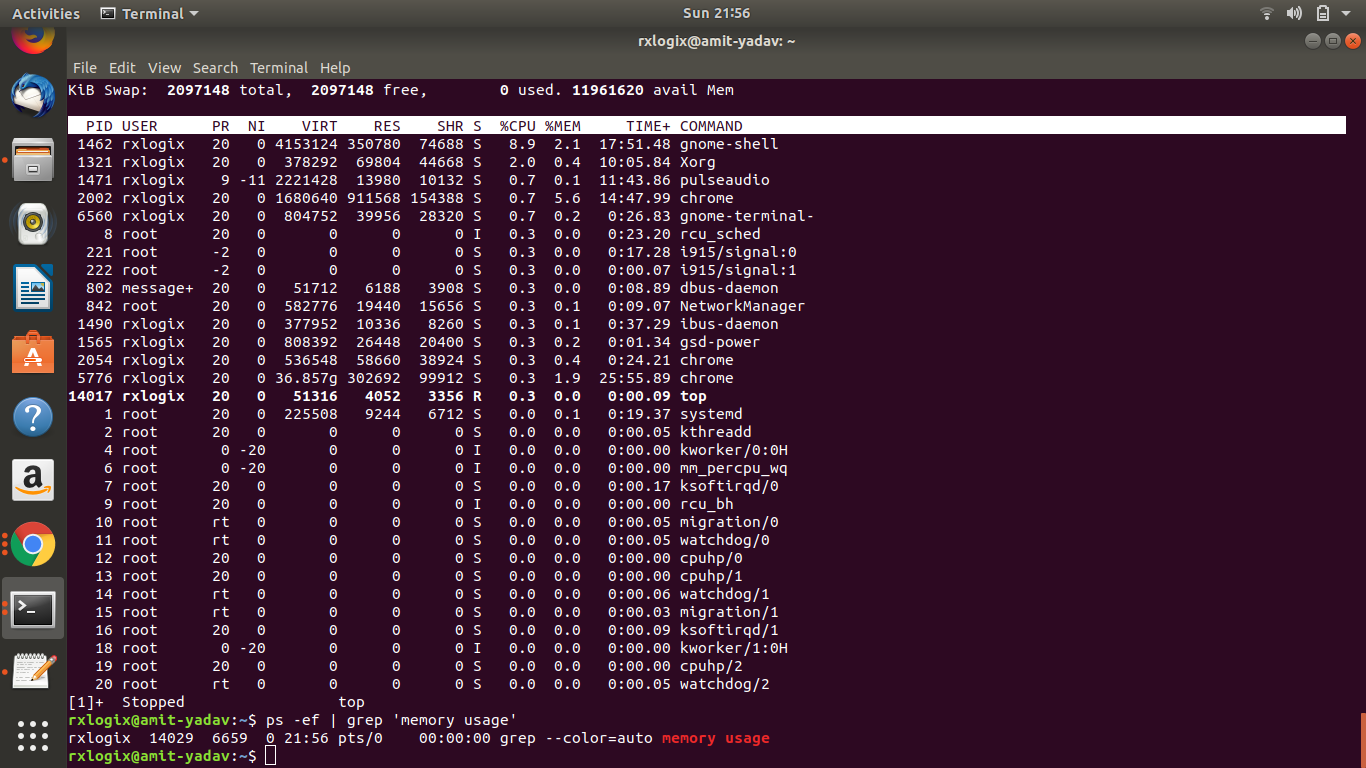 Activities Terminal Sun 21:56
rxlogix@amit-yadav: ~
File Edit View Search Terminal Help
KiB Swap:  2097148 total,  2097148 free,        0 used. 11961620 avail Mem
  PID USER      PR  NI    VIRT    RES    SHR S  %CPU %MEM     TIME+ COMMAND
 1462 rxlogix   20   0 4153124 350780  74688 S   8.9  2.1  17:51.48 gnome-shell
 1321 rxlogix   20   0  378292  69804  44668 S   2.0  0.4  10:05.84 Xorg
 1471 rxlogix    9 -11 2221428  13980  10132 S   0.7  0.1  11:43.86 pulseaudio
 2002 rxlogix   20   0 1680640 911568 154388 S   0.7  5.6  14:47.99 chrome
 6560 rxlogix   20   0  804752  39956  28320 S   0.7  0.2   0:26.83 gnome-terminal-
    8 root      20   0       0      0      0 I   0.3  0.0   0:23.20 rcu_sched
  221 root      -2   0       0      0      0 S   0.3  0.0   0:17.28 i915/signal:0
  222 root      -2   0       0      0      0 S   0.3  0.0   0:00.07 i915/signal:1
  802 message+  20   0   51712   6188   3908 S   0.3  0.0   0:08.89 dbus-daemon
  842 root      20   0  582776  19440  15656 S   0.3  0.1   0:09.07 NetworkManager
 1490 rxlogix   20   0  377952  10336   8260 S   0.3  0.1   0:37.29 ibus-daemon
 1565 rxlogix   20   0  808392  26448  20400 S   0.3  0.2   0:01.34 gsd-power
 2054 rxlogix   20   0  536548  58660  38924 S   0.3  0.4   0:24.21 chrome
 5776 rxlogix   20   0 36.857g 302692  99912 S   0.3  1.9  25:55.89 chrome
14017 rxlogix   20   0   51316   4052   3356 R   0.3  0.0   0:00.09 top
    1 root      20   0  225508   9244   6712 S   0.0  0.1   0:19.37 systemd
    2 root      20   0       0      0      0 S   0.0  0.0   0:00.05 kthreadd
    4 root       0 -20       0      0      0 I   0.0  0.0   0:00.00 kworker/0:0H
    6 root       0 -20       0      0      0 I   0.0  0.0   0:00.00 mm_percpu_wq
    7 root      20   0       0      0      0 S   0.0  0.0   0:00.17 ksoftirqd/0
    9 root      20   0       0      0      0 I   0.0  0.0   0:00.00 rcu_bh
   10 root      rt   0       0      0      0 S   0.0  0.0   0:00.05 migration/0
   11 root      rt   0       0      0      0 S   0.0  0.0   0:00.05 watchdog/0
   12 root      20   0       0      0      0 S   0.0  0.0   0:00.00 cpuhp/0
   13 root      20   0       0      0      0 S   0.0  0.0   0:00.00 cpuhp/1
   14 root      rt   0       0      0      0 S   0.0  0.0   0:00.06 watchdog/1
   15 root      rt   0       0      0      0 S   0.0  0.0   0:00.03 migration/1
   16 root      20   0       0      0      0 S   0.0  0.0   0:00.09 ksoftirqd/1
   18 root       0 -20       0      0      0 I   0.0  0.0   0:00.00 kworker/1:0H
   19 root      20   0       0      0      0 S   0.0  0.0   0:00.00 cpuhp/2
   20 root      rt   0       0      0      0 S   0.0  0.0   0:00.05 watchdog/2
[1]+  Stopped                 top
rxlogix@amit-yadav:~$ ps -ef | grep 'memory usage'
rxlogix  14029  6659  0 21:56 pts/0    00:00:00 grep --color=auto memory usage
rxlogix@amit-yadav:~$